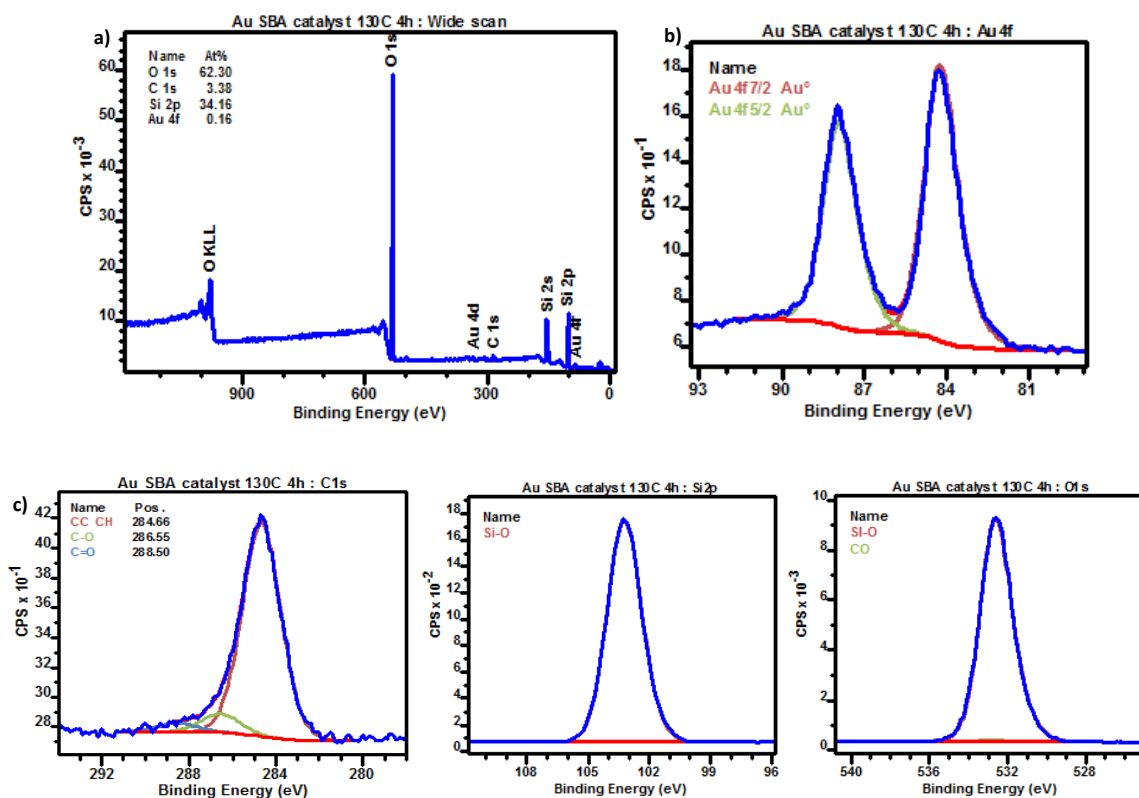 a)
Au SBA catalyst 130C 4h : Wide scan
Name At%
O 1s 62.30
C 1s 3.38
Si 2p 34.16
Au 4f 0.16
O 1s
O KLL
Au 4d
C 1s
Si 2s
Si 2p
Au 4f
CPS x 10⁻³
60
50
40
30
20
10
900 600 300 0
Binding Energy (eV)
b)
Au SBA catalyst 130C 4h : Au4f
Name
Au 4f7/2 Au°
Au 4f5/2 Au°
CPS x 10⁻¹
18
16
14
12
10
8
6
93 90 87 84 81
Binding Energy (eV)
c)
Au SBA catalyst 130C 4h : C1s
Name Pos.
CC CH 284.66
C-O 286.55
C=O 288.50
CPS x 10⁻¹
42
40
38
36
34
32
30
28
292 288 284 280
Binding Energy (eV)
Au SBA catalyst 130C 4h : Si2p
Name
Si-O
CPS x 10⁻²
18
16
14
12
10
8
6
4
2
0
108 105 102 99 96
Binding Energy (eV)
Au SBA catalyst 130C 4h : O1s
Name
SI-O
CO
CPS x 10⁻³
10
8
6
4
2
0
540 536 532 528
Binding Energy (eV)